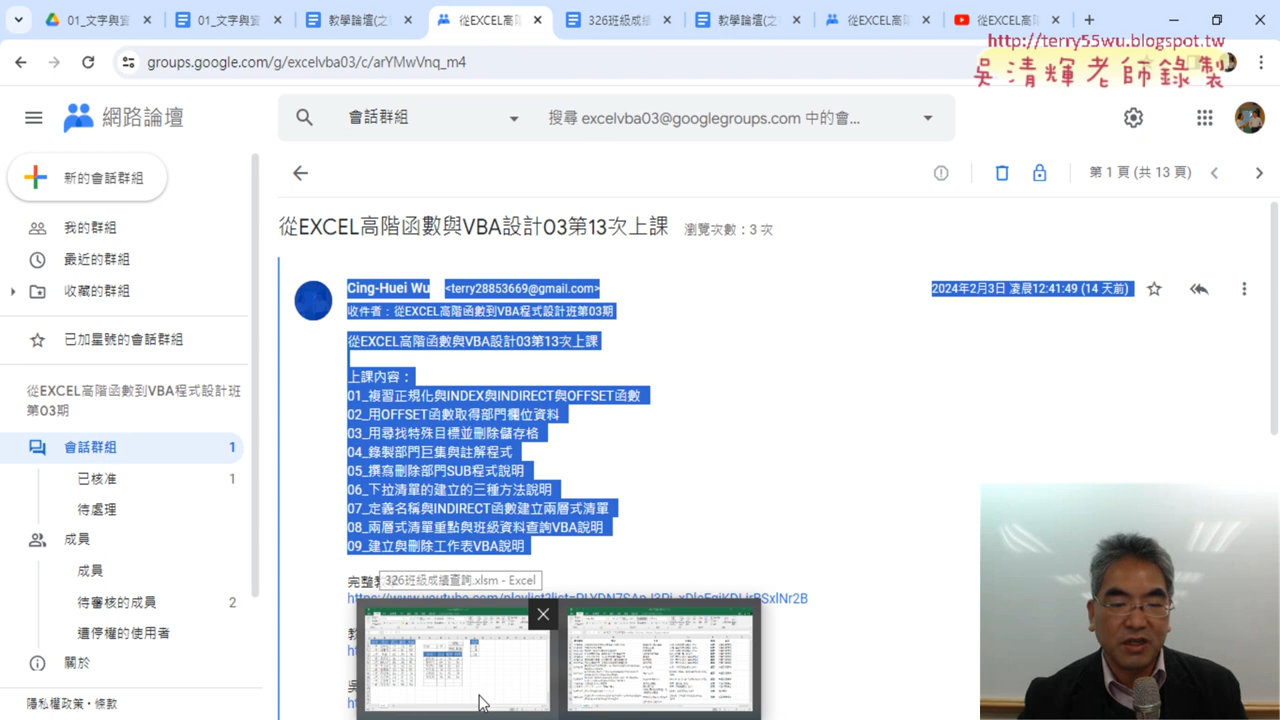 01_文字與資
01_文字與資
教學論壇(之
從EXCEL高階
326班級成績
教學論壇(之
從EXCEL高階
從EXCEL高階
http://terry55wu.blogspot.tw
吳清輝老師錄製
groups.google.com/g/excelvba03/c/arYMwVnq_m4
網路論壇
會話群組
搜尋 excelvba03@googlegroups.com 中的會...
新的會話群組
第 1 頁 (共 13 頁)
我的群組
最近的群組
收藏的群組
已加星號的會話群組
從EXCEL高階函數到VBA程式設計班
第03期
會話群組 1
已核准 1
待處理
成員
成員
待審核的成員 2
遭停權的使用者
關於
隱私權政策・條款
從EXCEL高階函數與VBA設計03第13次上課 瀏覽次數：3 次
Cing-Huei Wu <terry28853669@gmail.com>
2024年2月3日 凌晨12:41:49 (14 天前)
收件者：從EXCEL高階函數到VBA程式設計班第03期
從EXCEL高階函數與VBA設計03第13次上課
上課內容：
01_複習正規化與INDEX與INDIRECT與OFFSET函數
02_用OFFSET函數取得部門欄位資料
03_用尋找特殊目標並刪除儲存格
04_錄製部門巨集與註解程式
05_撰寫刪除部門SUB程式說明
06_下拉清單的建立的三種方法說明
07_定義名稱與INDIRECT函數建立兩層式清單
08_兩層式清單重點與班級資料查詢VBA說明
09_建立與刪除工作表VBA說明
完整教
326班級成績查詢.xlsm - Excel